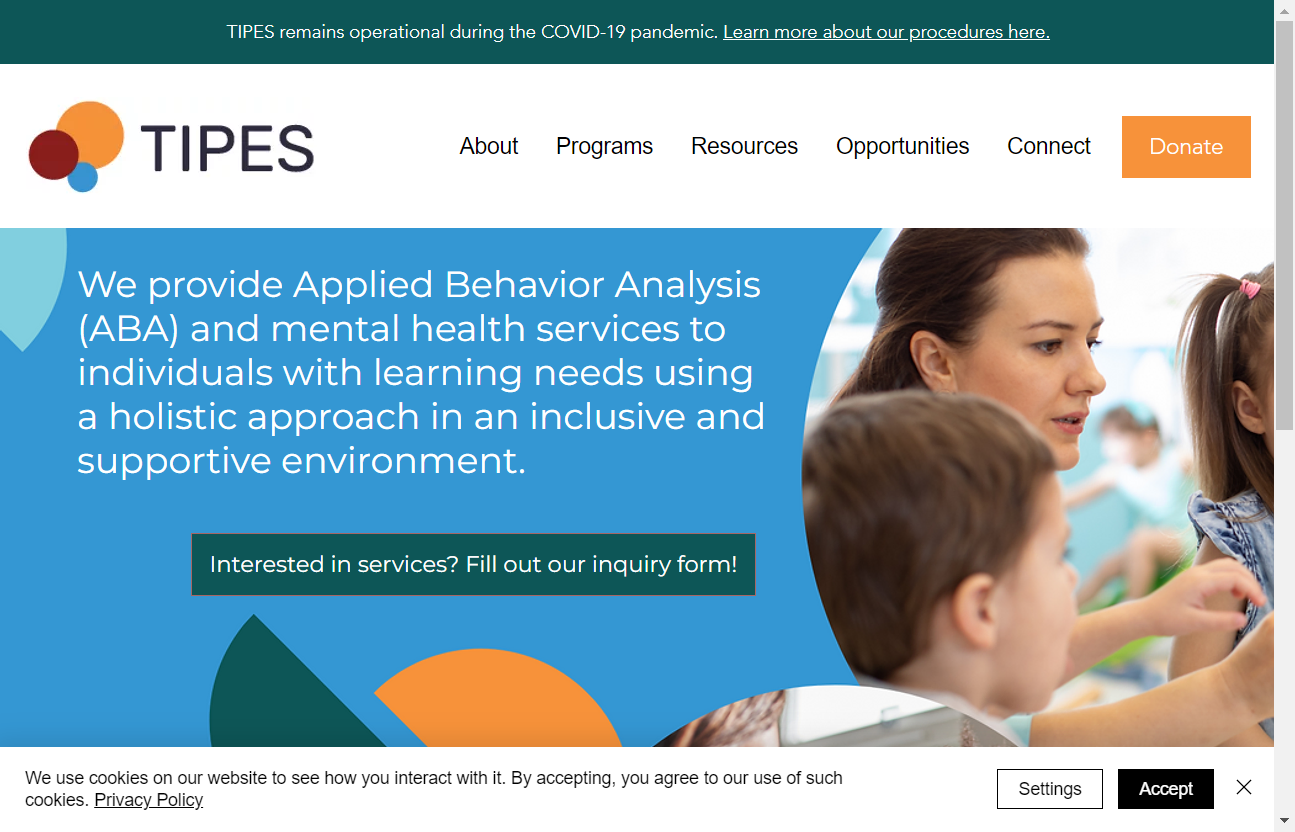 TIPES remains operational during the COVID-19 pandemic. Learn more about our procedures here.
TIPES
About
Programs
Resources
Opportunities
Connect
Donate
We provide Applied Behavior Analysis
(ABA) and mental health services to
individuals with learning needs using
a holistic approach in an inclusive and
supportive environment.
Interested in services? Fill out our inquiry form!
We use cookies on our website to see how you interact with it. By accepting, you agree to our use of such
cookies. Privacy Policy
Settings
Accept